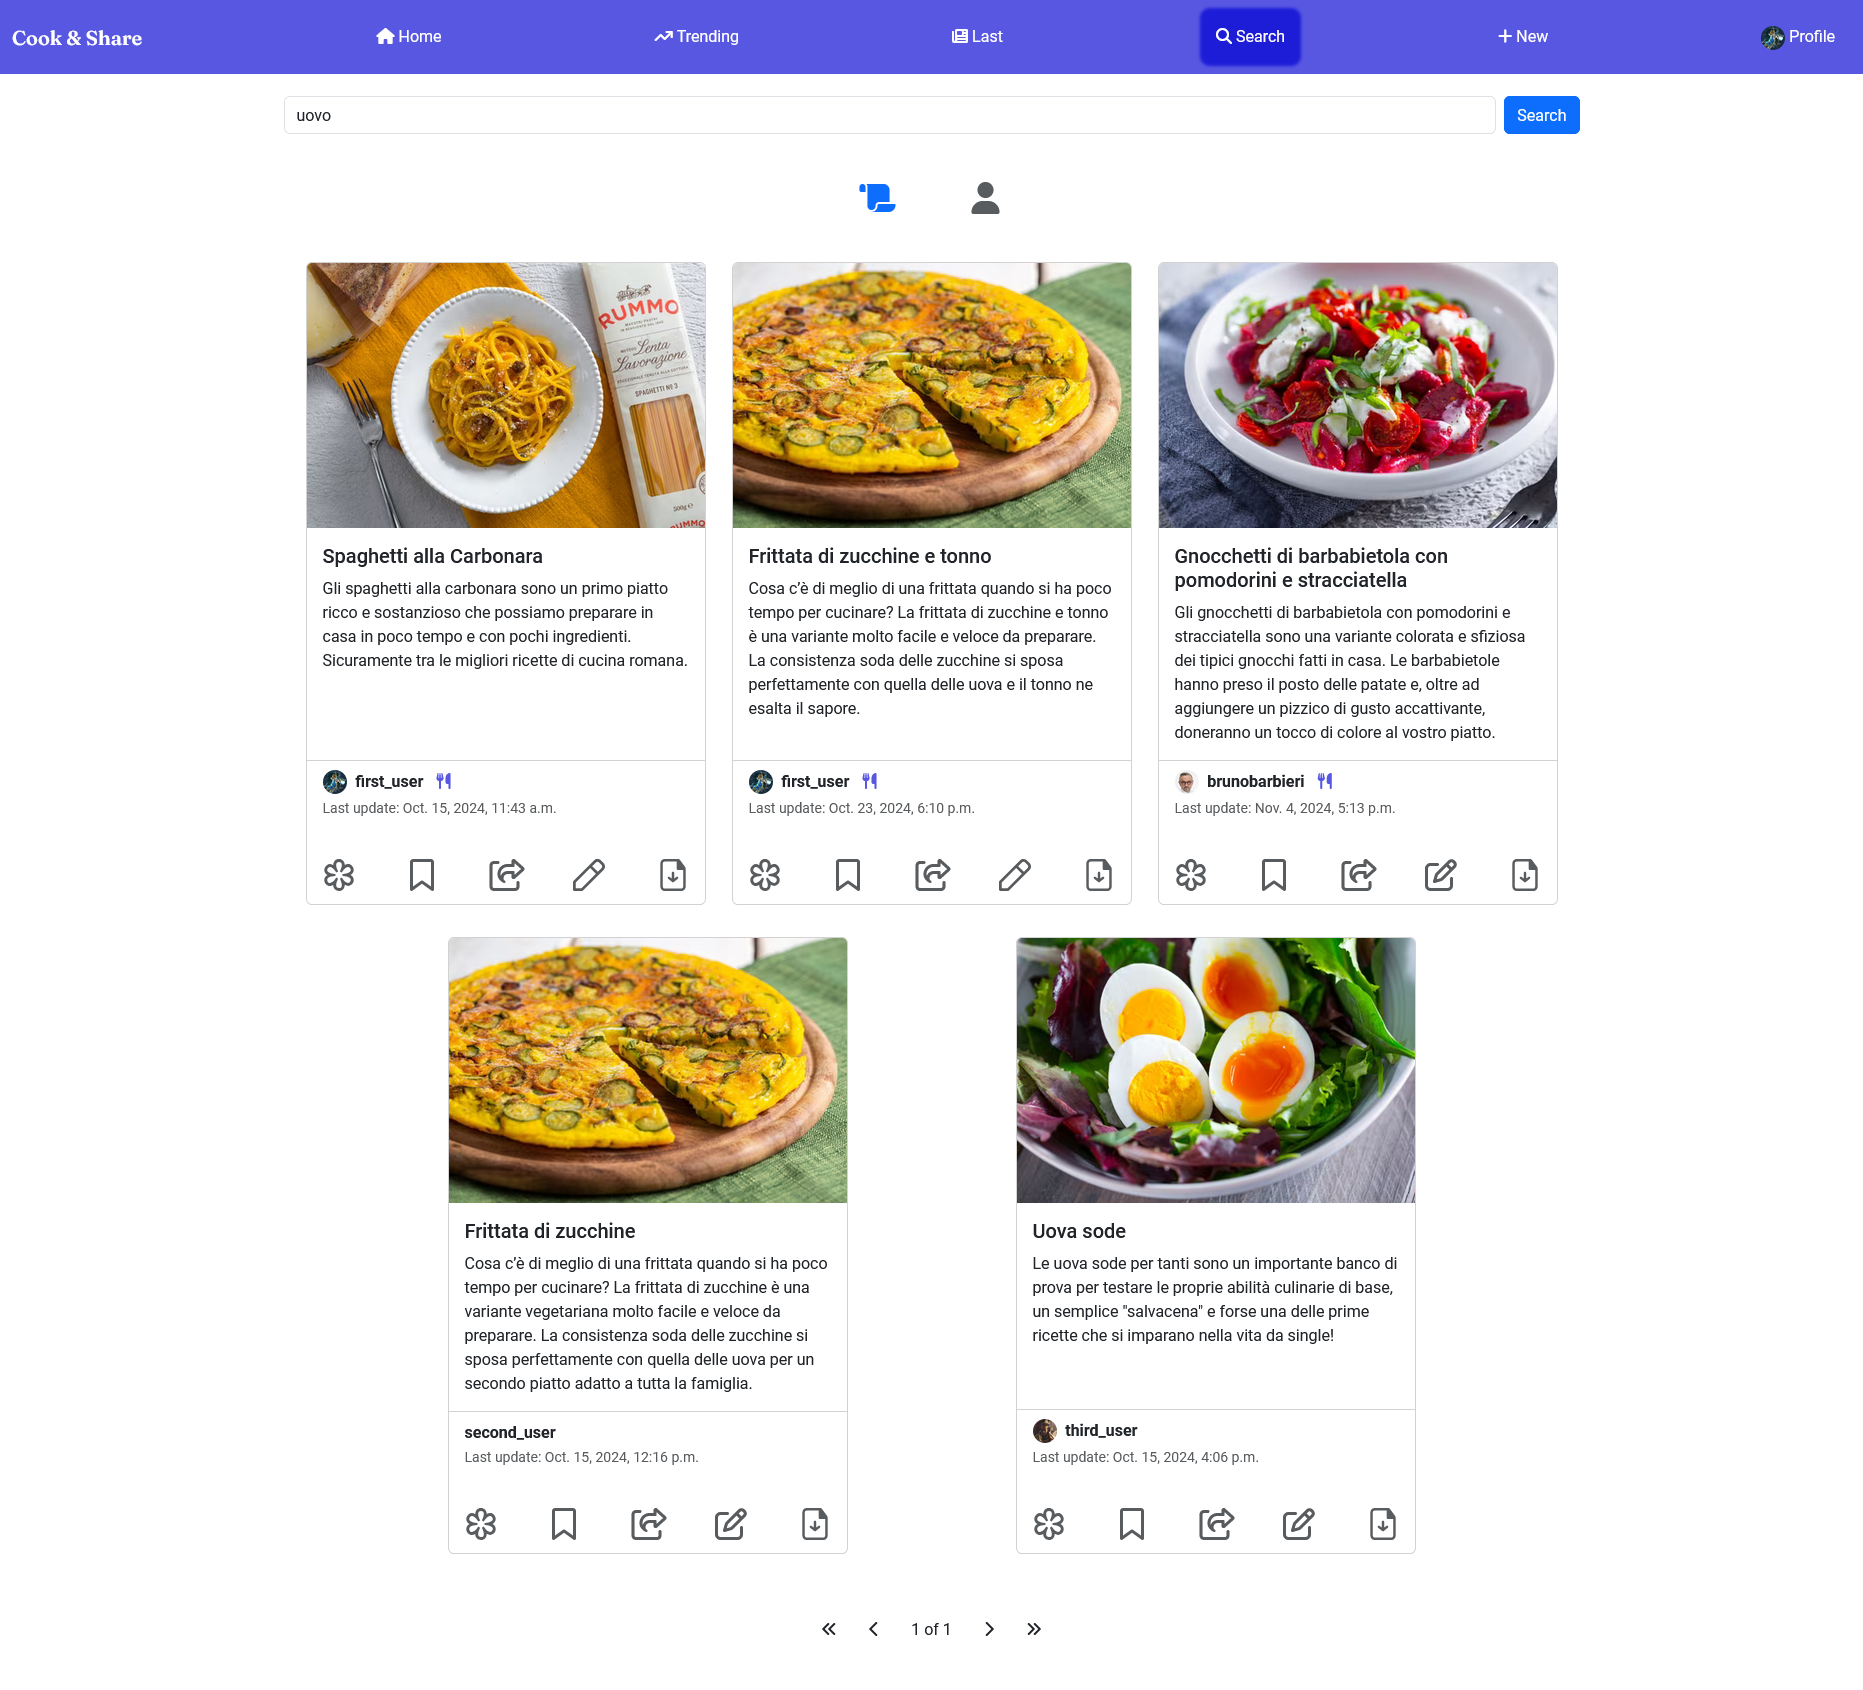 Cook & Share
Home
Trending
Last
Search
New
Profile
uovo
Search
RUMMO
Lenta
Lavorazione
SPAGHETTI No 3
500g e
RUMMO
Spaghetti alla Carbonara
Gli spaghetti alla carbonara sono un primo piatto
ricco e sostanzioso che possiamo preparare in
casa in poco tempo e con pochi ingredienti.
Sicuramente tra le migliori ricette di cucina romana.
first_user
Last update: Oct. 15, 2024, 11:43 a.m.
Frittata di zucchine e tonno
Cosa c’è di meglio di una frittata quando si ha poco
tempo per cucinare? La frittata di zucchine e tonno
è una variante molto facile e veloce da preparare.
La consistenza soda delle zucchine si sposa
perfettamente con quella delle uova e il tonno ne
esalta il sapore.
first_user
Last update: Oct. 23, 2024, 6:10 p.m.
Gnocchetti di barbabietola con
pomodorini e stracciatella
Gli gnocchetti di barbabietola con pomodorini e
stracciatella sono una variante colorata e sfiziosa
dei tipici gnocchi fatti in casa. Le barbabietole
hanno preso il posto delle patate e, oltre ad
aggiungere un pizzico di gusto accattivante,
doneranno un tocco di colore al vostro piatto.
brunobarbieri
Last update: Nov. 4, 2024, 5:13 p.m.
Frittata di zucchine
Cosa c’è di meglio di una frittata quando si ha poco
tempo per cucinare? La frittata di zucchine è una
variante vegetariana molto facile e veloce da
preparare. La consistenza soda delle zucchine si
sposa perfettamente con quella delle uova per un
secondo piatto adatto a tutta la famiglia.
second_user
Last update: Oct. 15, 2024, 12:16 p.m.
Uova sode
Le uova sode per tanti sono un importante banco di
prova per testare le proprie abilità culinarie di base,
un semplice "salvacena" e forse una delle prime
ricette che si imparano nella vita da single!
third_user
Last update: Oct. 15, 2024, 4:06 p.m.
1 of 1